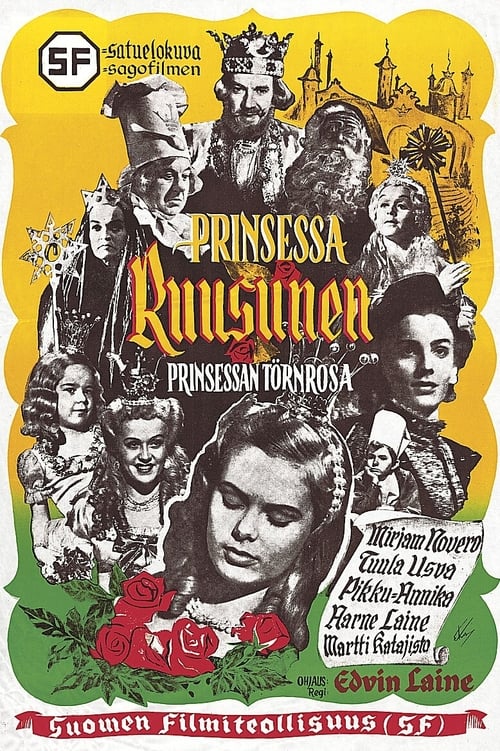 SF
=satuelokuva
=sagofilmen
PRINSESSA
Ruusunen
PRINSESSAN TÖRNROSA
Mirjam Novero
Tuula Usva
Pikku-Annika
Aarne Laine
Martti Katajisto
OHJAUS:
Regi:
Edvin Laine
Suomen Filmiteollisuus (SF)